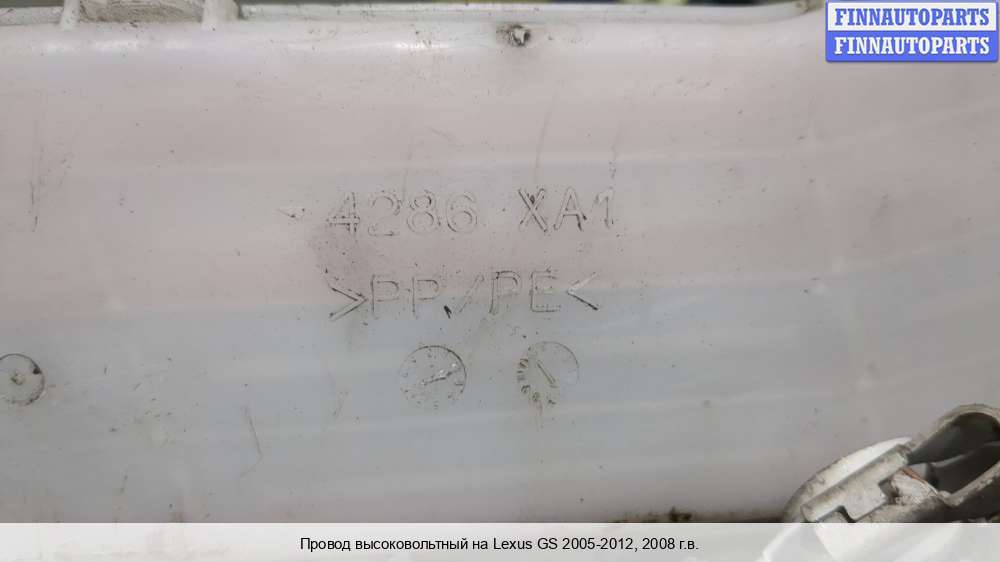 FINNAUTOPARTS
FINNAUTOPARTS
4286 XA1
>PP/PE<
Провод высоковольтный на Lexus GS 2005-2012, 2008 г.в.